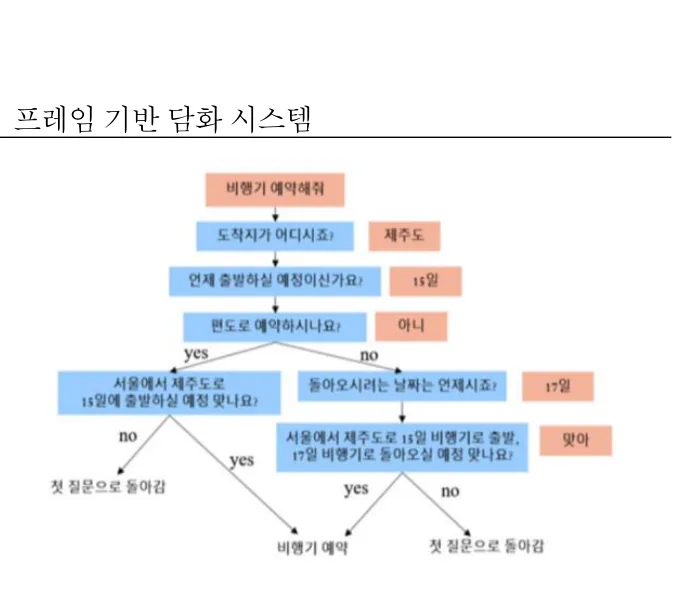 프레임 기반 담화 시스템
비행기 예약해줘
도착지가 어디시죠?
제주도
언제 출발하실 예정이신가요?
15일
편도로 예약하시나요?
아니
yes
no
서울에서 제주도로
15일에 출발하실 예정 맞나요?
돌아오시려는 날짜는 언제시죠?
17일
no
yes
서울에서 제주도로 15일 비행기로 출발,
17일 비행기로 돌아오실 예정 맞나요?
맞아
첫 질문으로 돌아감
yes
no
비행기 예약
첫 질문으로 돌아감